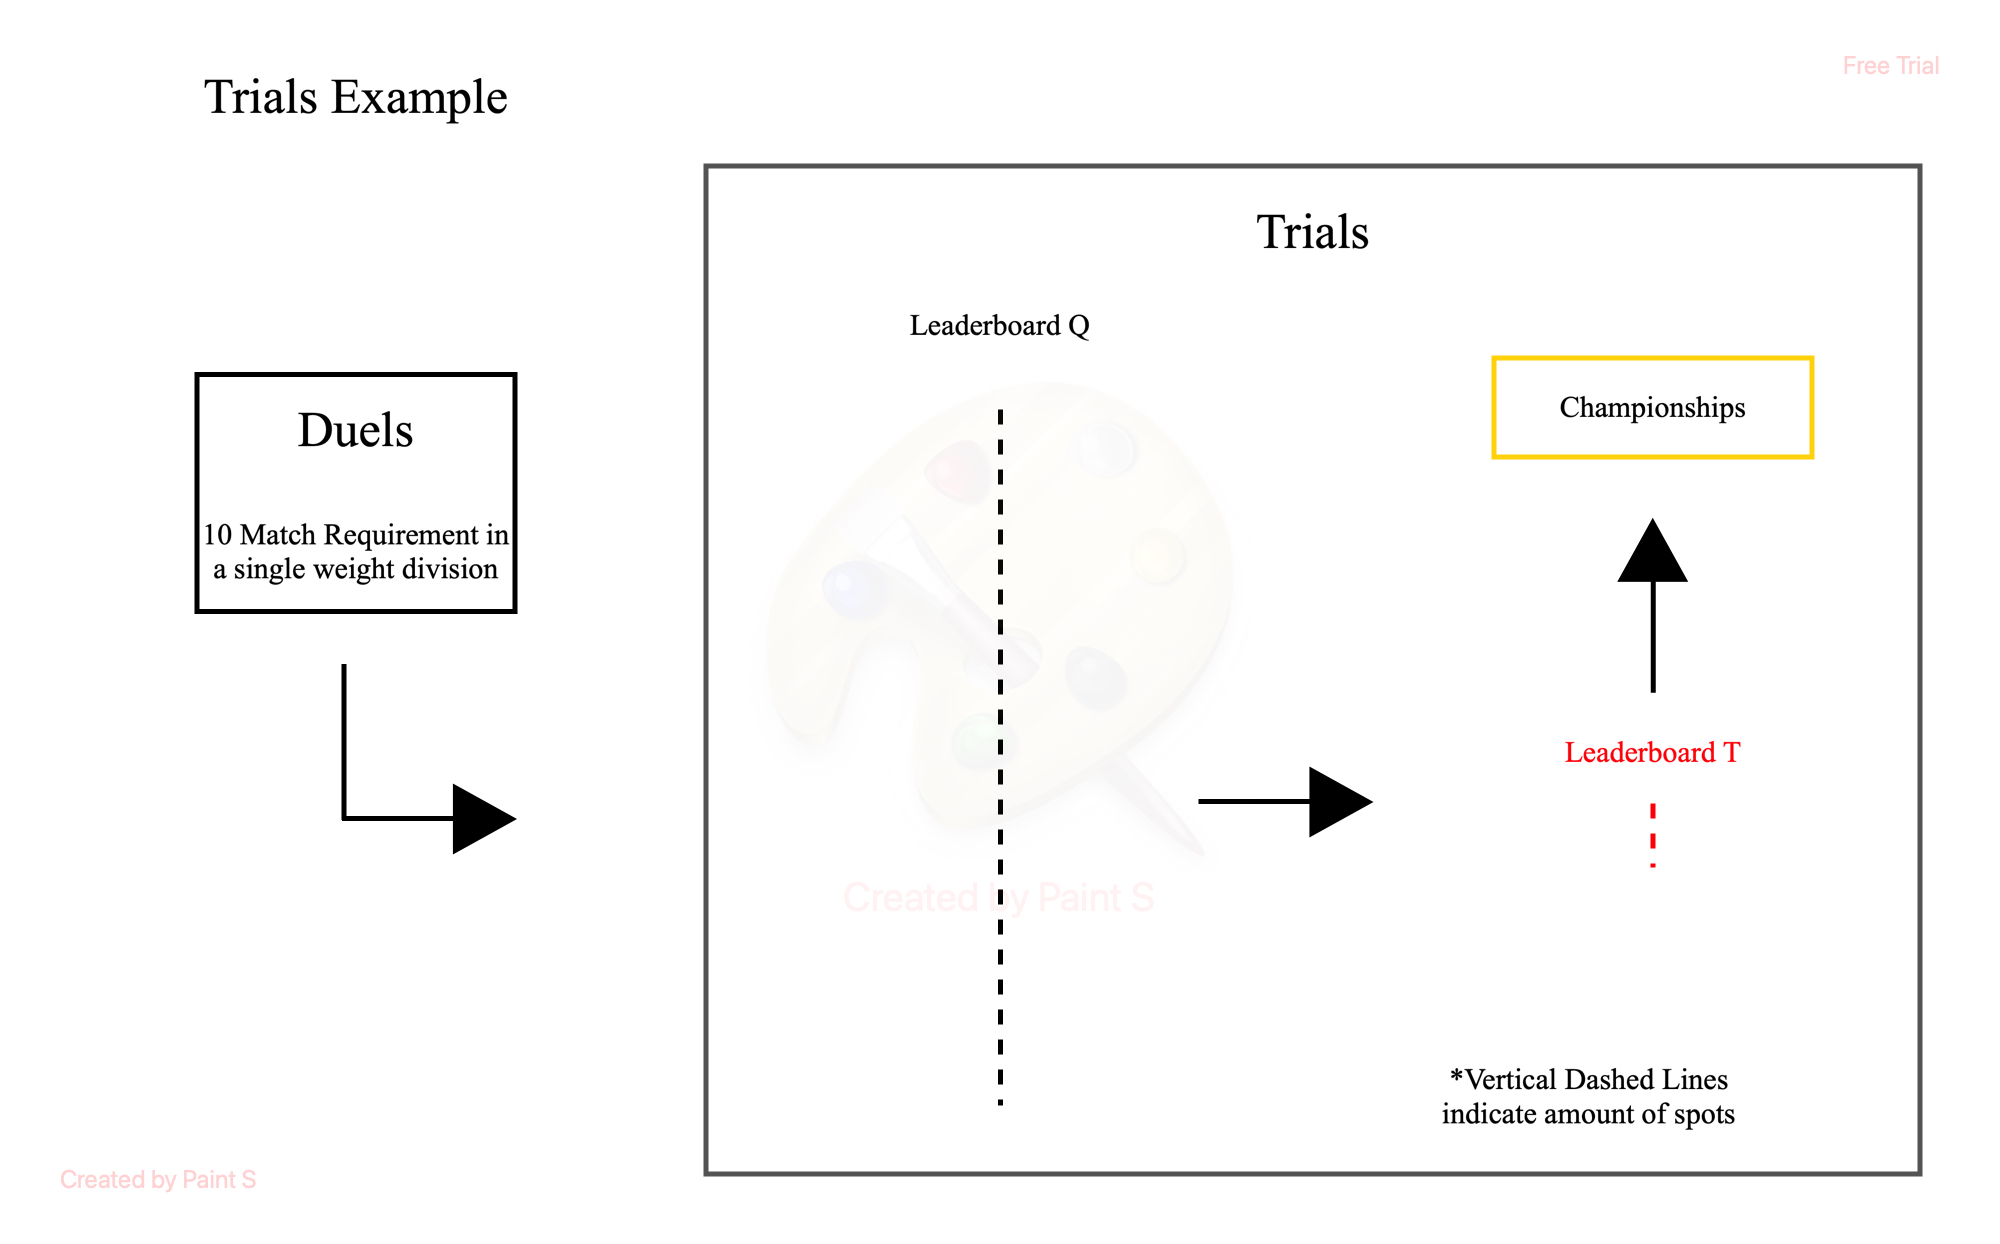 Trials Example
Free Trial
Trials
Leaderboard Q
Championships
Duels
10 Match Requirement in
a single weight division
Leaderboard T
Created by Paint S
*Vertical Dashed Lines
indicate amount of spots
Created by Paint S